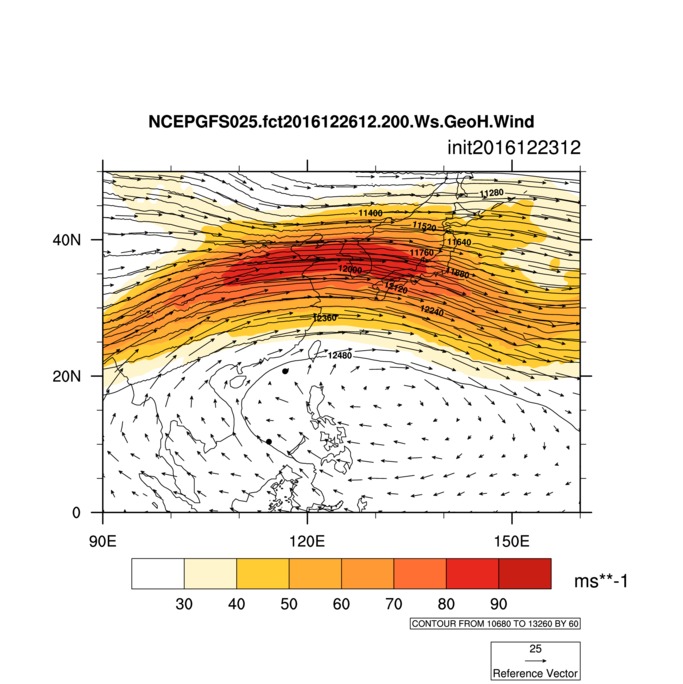 NCEPGFS025.fct2016122612.200.Ws.GeoH.Wind
init2016122312
11280
11400
11520
40N
11640
11760
12000
11880
12120
12240
12360
12480
20N
0
90E 120E 150E
ms**-1
30 40 50 60 70 80 90
CONTOUR FROM 10680 TO 13260 BY 60
25
Reference Vector